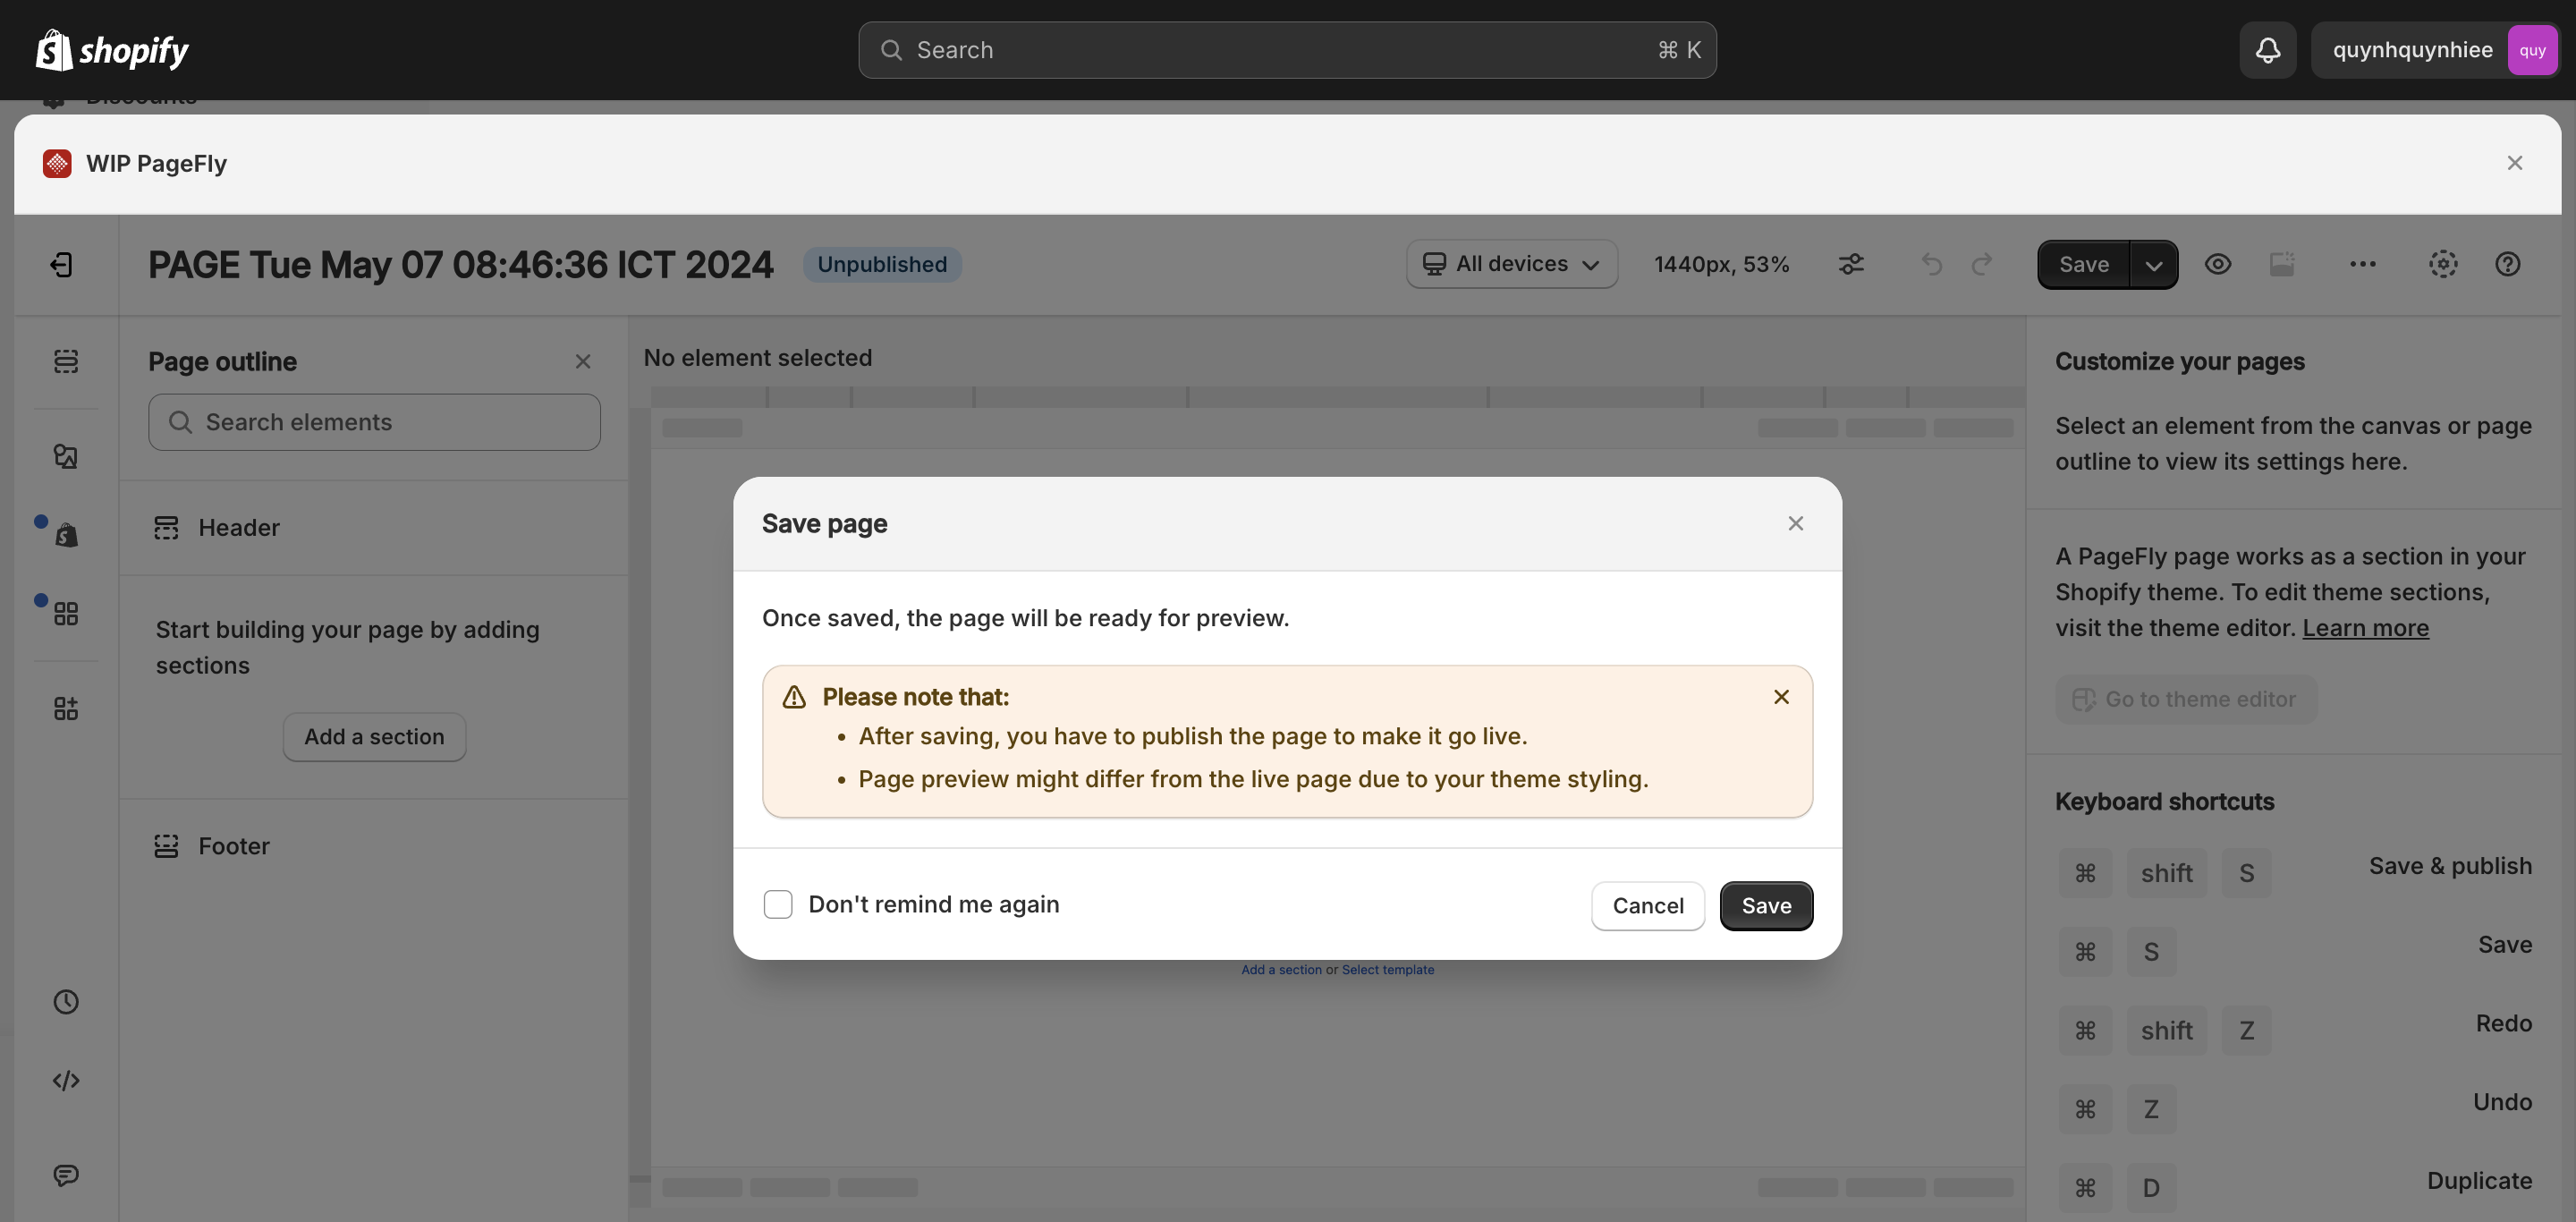 shopify
Search
⌘ K
quynhquynhiee
quy
Discounts
WIP PageFly
PAGE Tue May 07 08:46:36 ICT 2024
Unpublished
All devices
1440px, 53%
Save
Page outline
Search elements
Header
Start building your page by adding
sections
Add a section
Footer
No element selected
Save page
Once saved, the page will be ready for preview.
Please note that:
• After saving, you have to publish the page to make it go live.
• Page preview might differ from the live page due to your theme styling.
Don't remind me again
Cancel
Save
Add a section or Select template
Customize your pages
Select an element from the canvas or page
outline to view its settings here.
A PageFly page works as a section in your
Shopify theme. To edit theme sections,
visit the theme editor. Learn more
Go to theme editor
Keyboard shortcuts
⌘ shift S Save & publish
⌘ S Save
⌘ shift Z Redo
⌘ Z Undo
⌘ D Duplicate